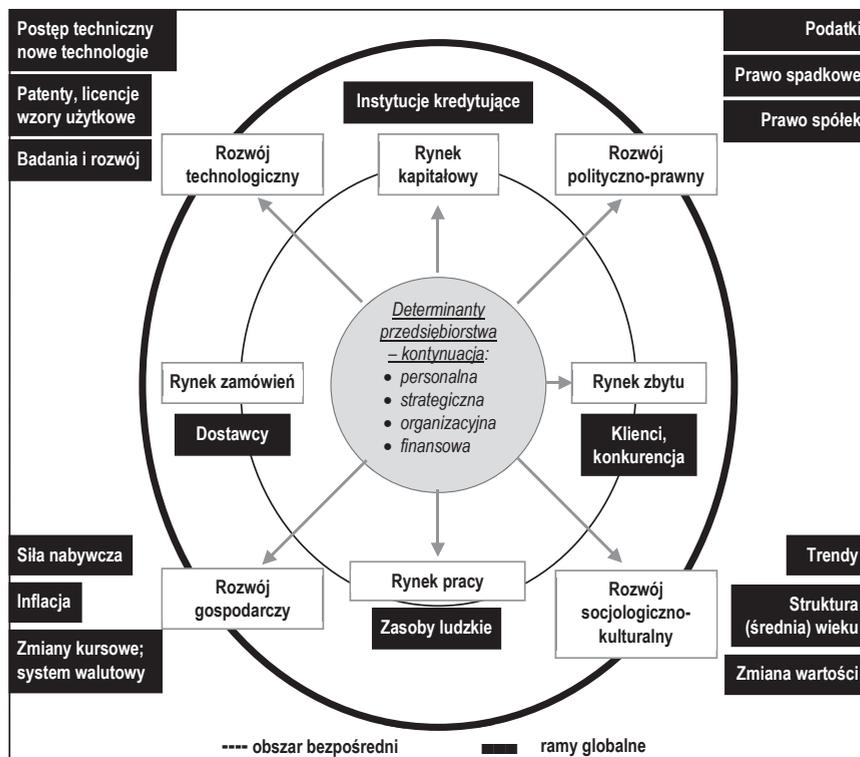 Postęp techniczny
nowe technologie
Patenty, licencje
wzory użytkowe
Badania i rozwój
Podatki
Prawo spadkowe
Prawo spółek
Instytucje kredytujące
Rozwój
technologiczny
Rynek
kapitałowy
Rozwój
polityczno-prawny
Determinanty
przedsiębiorstwa
– kontynuacja:
• personalna
• strategiczna
• organizacyjna
• finansowa
Rynek zamówień
Dostawcy
Rynek zbytu
Klienci,
konkurencja
Siła nabywcza
Inflacja
Zmiany kursowe;
system walutowy
Rozwój
gospodarczy
Rynek pracy
Zasoby ludzkie
Rozwój
socjologiczno-
kulturalny
Trendy
Struktura
(średnia) wieku
Zmiana wartości
---- obszar bezpośredni
ramy globalne